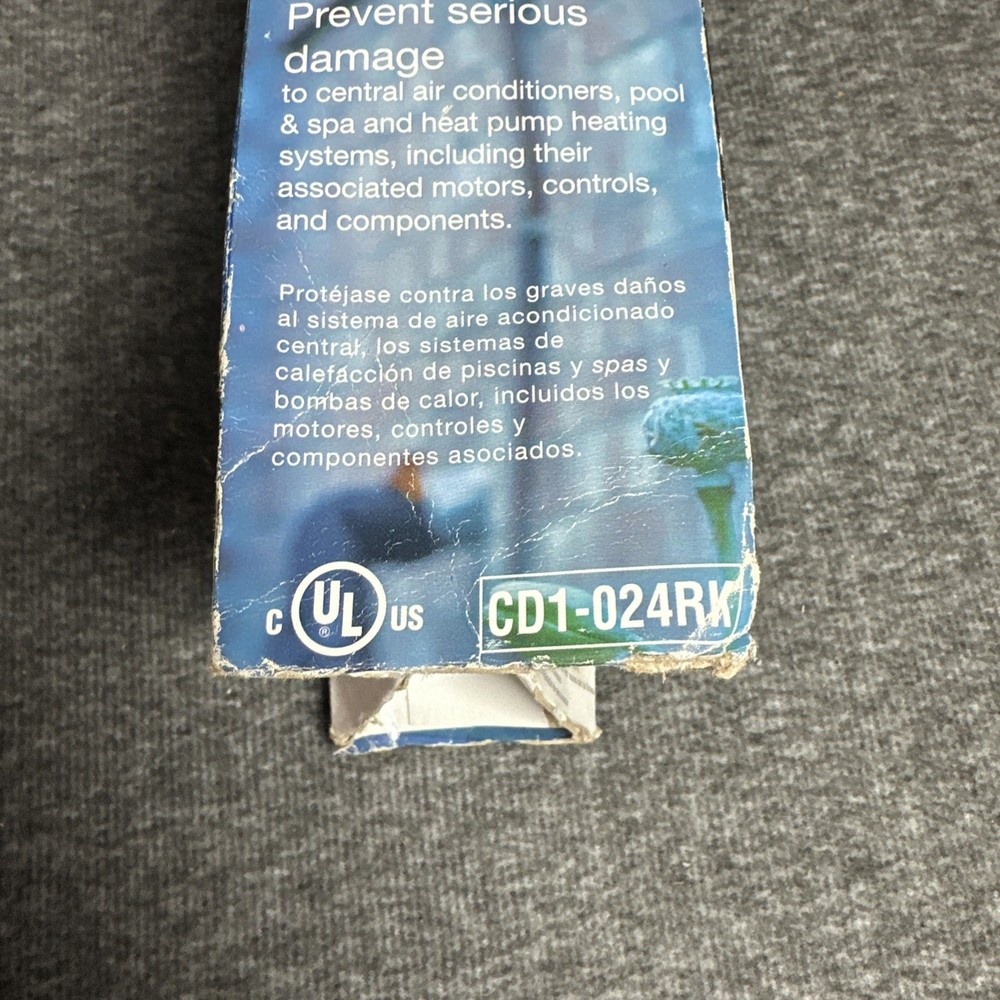 Prevent serious
damage
to central air conditioners, pool
& spa and heat pump heating
systems, including their
associated motors, controls,
and components.
Protéjase contra los graves daños
al sistema de aire acondicionado
central, los sistemas de
calefacción de piscinas y spas y
bombas de calor, incluidos los
motores, controles y
componentes asociados.
C UL ® US
CD1-024RK